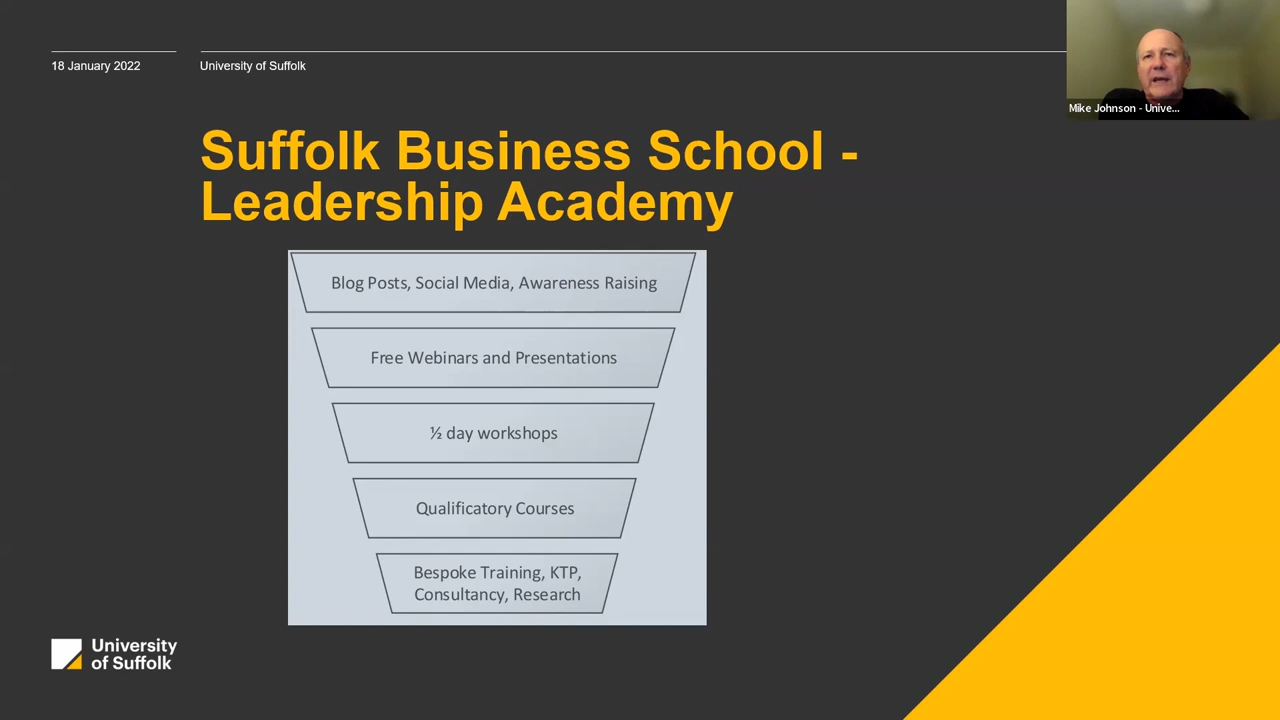 18 January 2022
University of Suffolk
Mike Johnson - Unive...
Suffolk Business School -
Leadership Academy
Blog Posts, Social Media, Awareness Raising
Free Webinars and Presentations
½ day workshops
Qualificatory Courses
Bespoke Training, KTP,
Consultancy, Research
University
of Suffolk